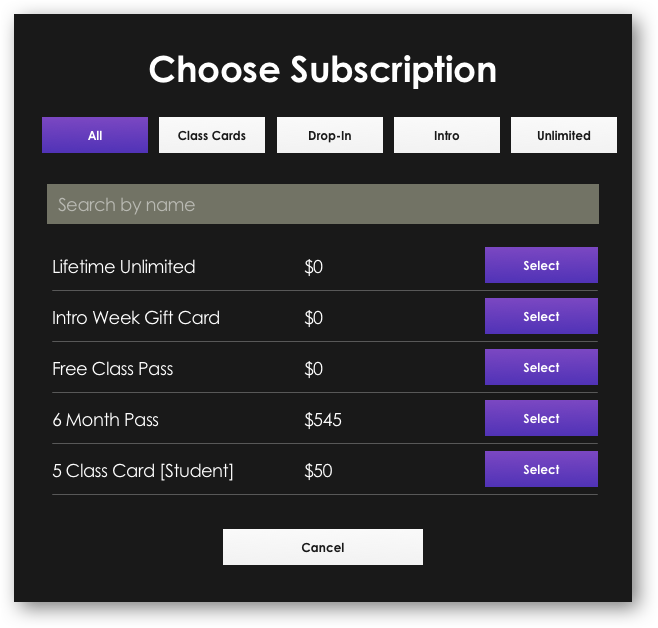 Choose Subscription
All Class Cards Drop-In Intro Unlimited
Search by name
Lifetime Unlimited $0 Select
Intro Week Gift Card $0 Select
Free Class Pass $0 Select
6 Month Pass $545 Select
5 Class Card [Student] $50 Select
Cancel